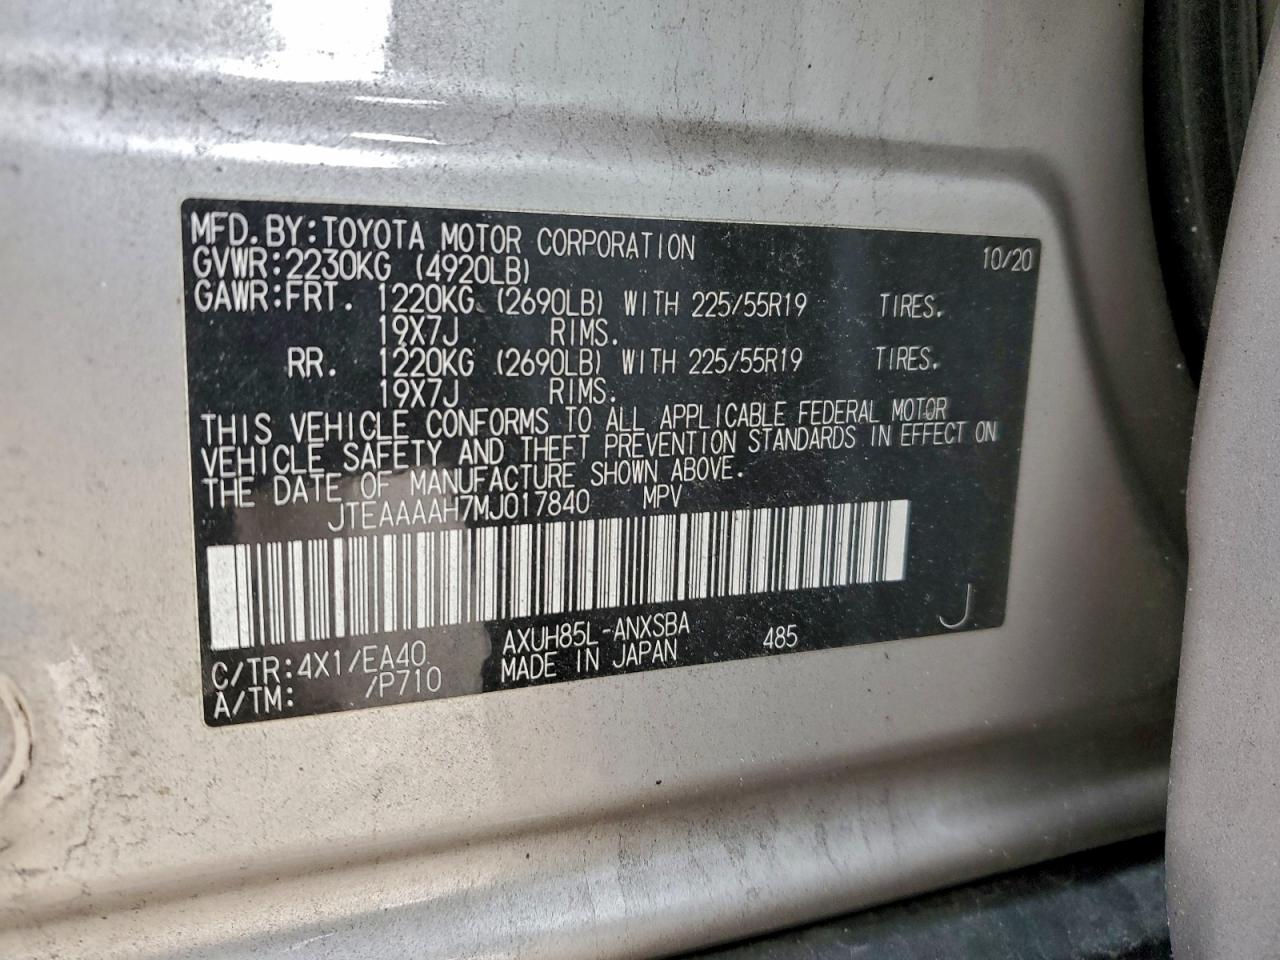 MFD.BY:TOYOTA MOTOR CORPORATION 10/20
GVWR:2230KG (4920LB)
GAWR:FRT. 1220KG (2690LB) WITH 225/55R19 TIRES.
19X7J RIMS.
RR. 1220KG (2690LB) WITH 225/55R19 TIRES.
19X7J RIMS.
THIS VEHICLE CONFORMS TO ALL APPLICABLE FEDERAL MOTOR
VEHICLE SAFETY AND THEFT PREVENTION STANDARDS IN EFFECT ON
THE DATE OF MANUFACTURE SHOWN ABOVE.
JTEAAAAH7MJ017840 MPV
C/TR:4X1/EA40 AXUH85L-ANXSBA 485 J
A/TM: /P710 MADE IN JAPAN